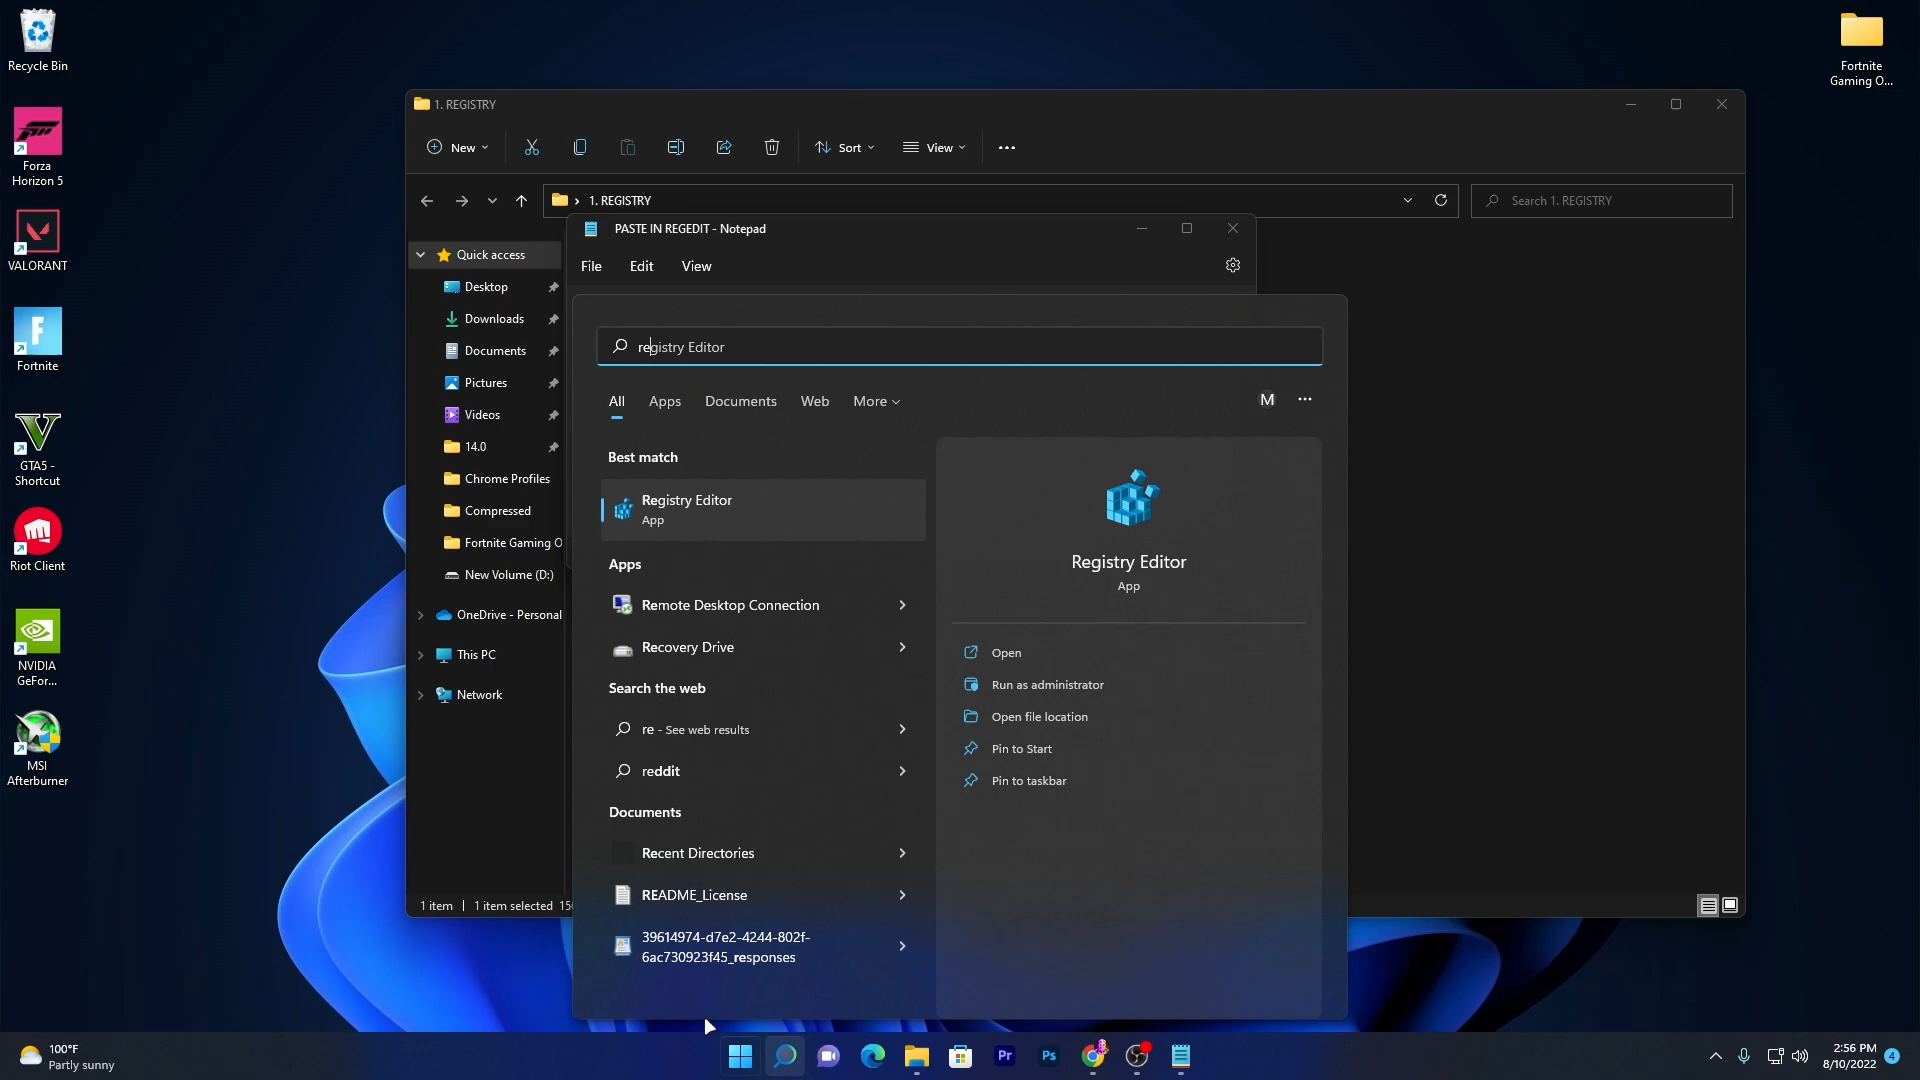 Recycle Bin
Forza
Horizon 5
VALORANT
Fortnite
GTA5 -
Shortcut
Riot Client
NVIDIA
GeFor...
MSI
Afterburner
Fortnite
Gaming O...
1. REGISTRY
New
Sort
View
1. REGISTRY
Search 1. REGISTRY
Quick access
Desktop
Downloads
Documents
Pictures
Videos
14.0
Chrome Profiles
Compressed
Fortnite Gaming O
New Volume (D:)
OneDrive - Personal
This PC
Network
1 item
1 item selected
PASTE IN REGEDIT - Notepad
File
Edit
View
registry Editor
All
Apps
Documents
Web
More
M
Best match
Registry Editor
App
Apps
Remote Desktop Connection
Recovery Drive
Search the web
re - See web results
reddit
Documents
Recent Directories
README_License
39614974-d7e2-4244-802f-
6ac730923f45_responses
Registry Editor
App
Open
Run as administrator
Open file location
Pin to Start
Pin to taskbar
100°F
Partly sunny
Pr
Ps
2:56 PM
8/10/2022
4